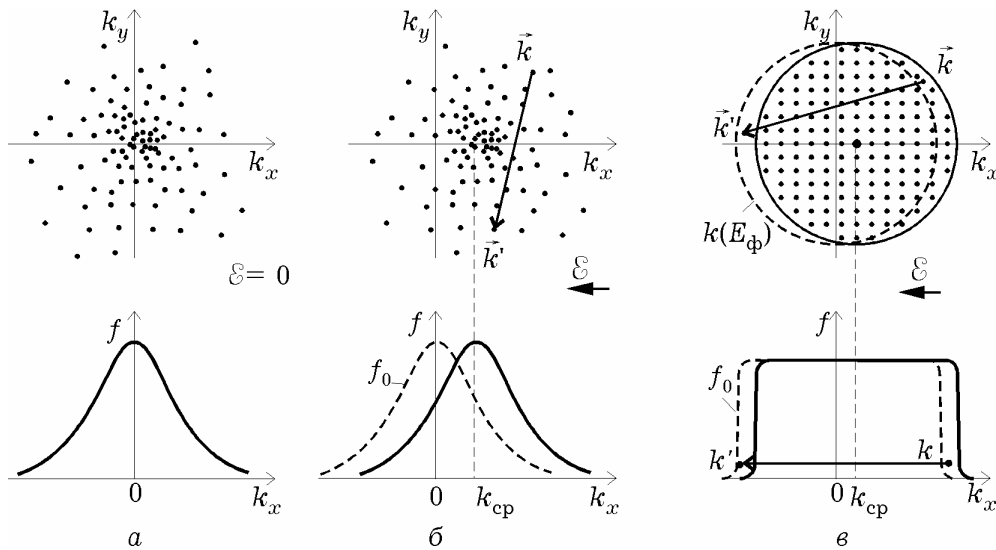 k_y
k_x
ℰ = 0
k_y
k⃗
k_x
k⃗'
ℰ
k_y
k⃗
k⃗'
k_x
k(E_ф)
ℰ
f
0
k_x
а
f
f_0
0
k_ср
k_x
б
f
f_0
k'
k
0
k_ср
k_x
в